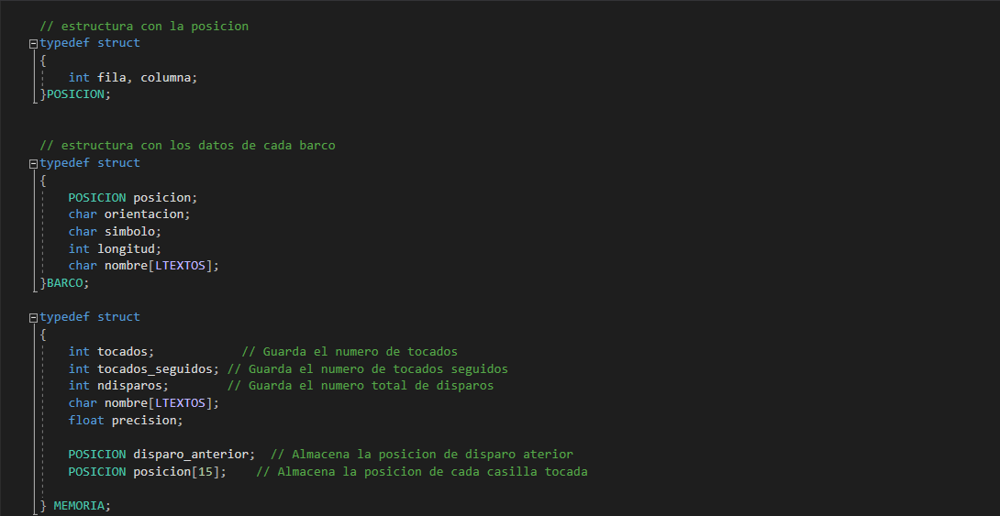 // estructura con la posicion
typedef struct
{
int fila, columna;
}POSICION;
// estructura con los datos de cada barco
typedef struct
{
POSICION posicion;
char orientacion;
char simbolo;
int longitud;
char nombre[LTEXTOS];
}BARCO;
typedef struct
{
int tocados; // Guarda el numero de tocados
int tocados_seguidos; // Guarda el numero de tocados seguidos
int ndisparos; // Guarda el numero total de disparos
char nombre[LTEXTOS];
float precision;
POSICION disparo_anterior; // Almacena la posicion de disparo aterior
POSICION posicion[15]; // Almacena la posicion de cada casilla tocada
} MEMORIA;